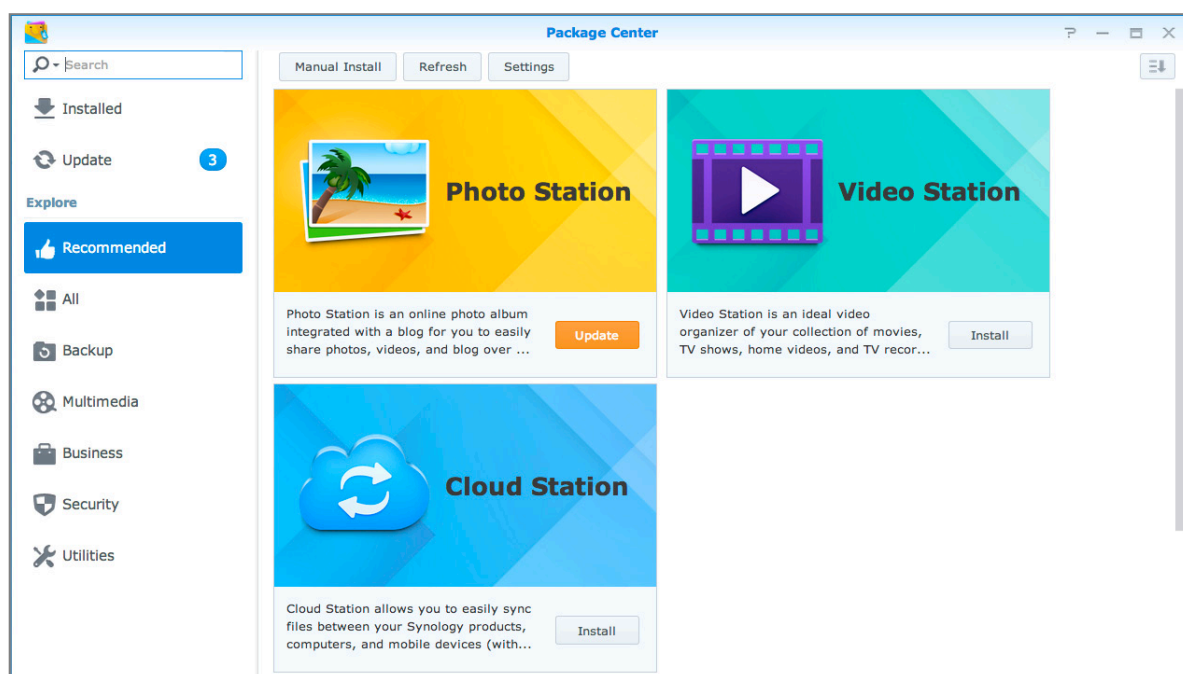 Package Center
Search
Manual Install
Refresh
Settings
Installed
Update
3
Explore
Recommended
All
Backup
Multimedia
Business
Security
Utilities
Photo Station
Photo Station is an online photo album
integrated with a blog for you to easily
share photos, videos, and blog over ...
Update
Video Station
Video Station is an ideal video
organizer of your collection of movies,
TV shows, home videos, and TV recor...
Install
Cloud Station
Cloud Station allows you to easily sync
files between your Synology products,
computers, and mobile devices (with...
Install